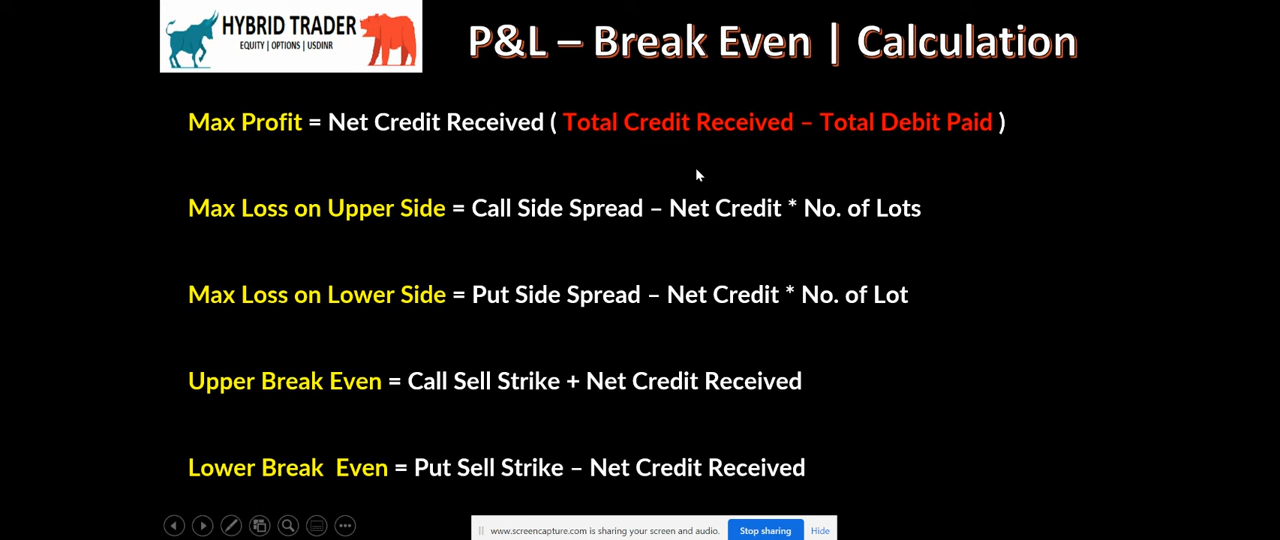 HYBRID TRADER
EQUITY | OPTIONS | USDINR
P&L – Break Even | Calculation
Max Profit = Net Credit Received ( Total Credit Received – Total Debit Paid )
Max Loss on Upper Side = Call Side Spread – Net Credit * No. of Lots
Max Loss on Lower Side = Put Side Spread – Net Credit * No. of Lot
Upper Break Even = Call Sell Strike + Net Credit Received
Lower Break  Even = Put Sell Strike – Net Credit Received
www.screencapture.com is sharing your screen and audio. Stop sharing Hide